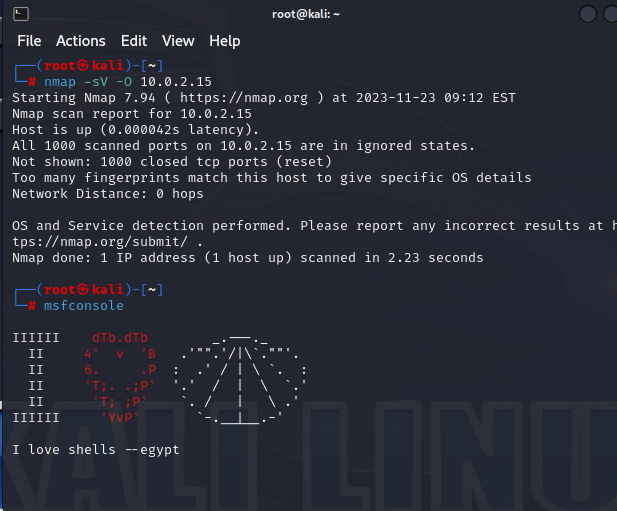 root@kali: ~
File Actions Edit View Help
┌──(root㉿kali)-[~]
└─# nmap -sV -O 10.0.2.15
Starting Nmap 7.94 ( https://nmap.org ) at 2023-11-23 09:12 EST
Nmap scan report for 10.0.2.15
Host is up (0.000042s latency).
All 1000 scanned ports on 10.0.2.15 are in ignored states.
Not shown: 1000 closed tcp ports (reset)
Too many fingerprints match this host to give specific OS details
Network Distance: 0 hops
OS and Service detection performed. Please report any incorrect results at h
tps://nmap.org/submit/ .
Nmap done: 1 IP address (1 host up) scanned in 2.23 seconds
┌──(root㉿kali)-[~]
└─# msfconsole
IIIIII    dTb.dTb        _.---._
  II     4'  v  'B   .'"".'/|\`.""'.
  II     6.     .P  :  .' / | \ `.  :
  II     'T;. .;P'  '.'  /  |  \  `.'
  II      'T; ;P'    `. /   |   \ .'
IIIIII     'YvP'       `-.__|__.-'
I love shells --egypt
KALI LINU